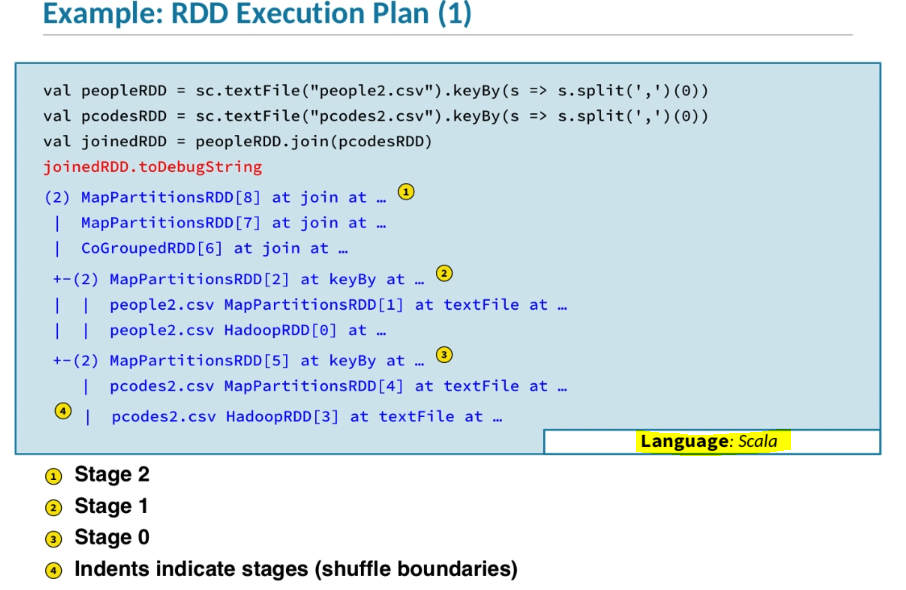 Example: RDD Execution Plan (1)
val peopleRDD = sc.textFile("people2.csv").keyBy(s => s.split(',')(0))
val pcodesRDD = sc.textFile("pcodes2.csv").keyBy(s => s.split(',')(0))
val joinedRDD = peopleRDD.join(pcodesRDD)
joinedRDD.toDebugString
(2) MapPartitionsRDD[8] at join at … 1
| MapPartitionsRDD[7] at join at …
| CoGroupedRDD[6] at join at …
+-(2) MapPartitionsRDD[2] at keyBy at … 2
| | people2.csv MapPartitionsRDD[1] at textFile at …
| | people2.csv HadoopRDD[0] at …
+-(2) MapPartitionsRDD[5] at keyBy at … 3
| pcodes2.csv MapPartitionsRDD[4] at textFile at …
4 | pcodes2.csv HadoopRDD[3] at textFile at …
Language: Scala
1 Stage 2
2 Stage 1
3 Stage 0
4 Indents indicate stages (shuffle boundaries)